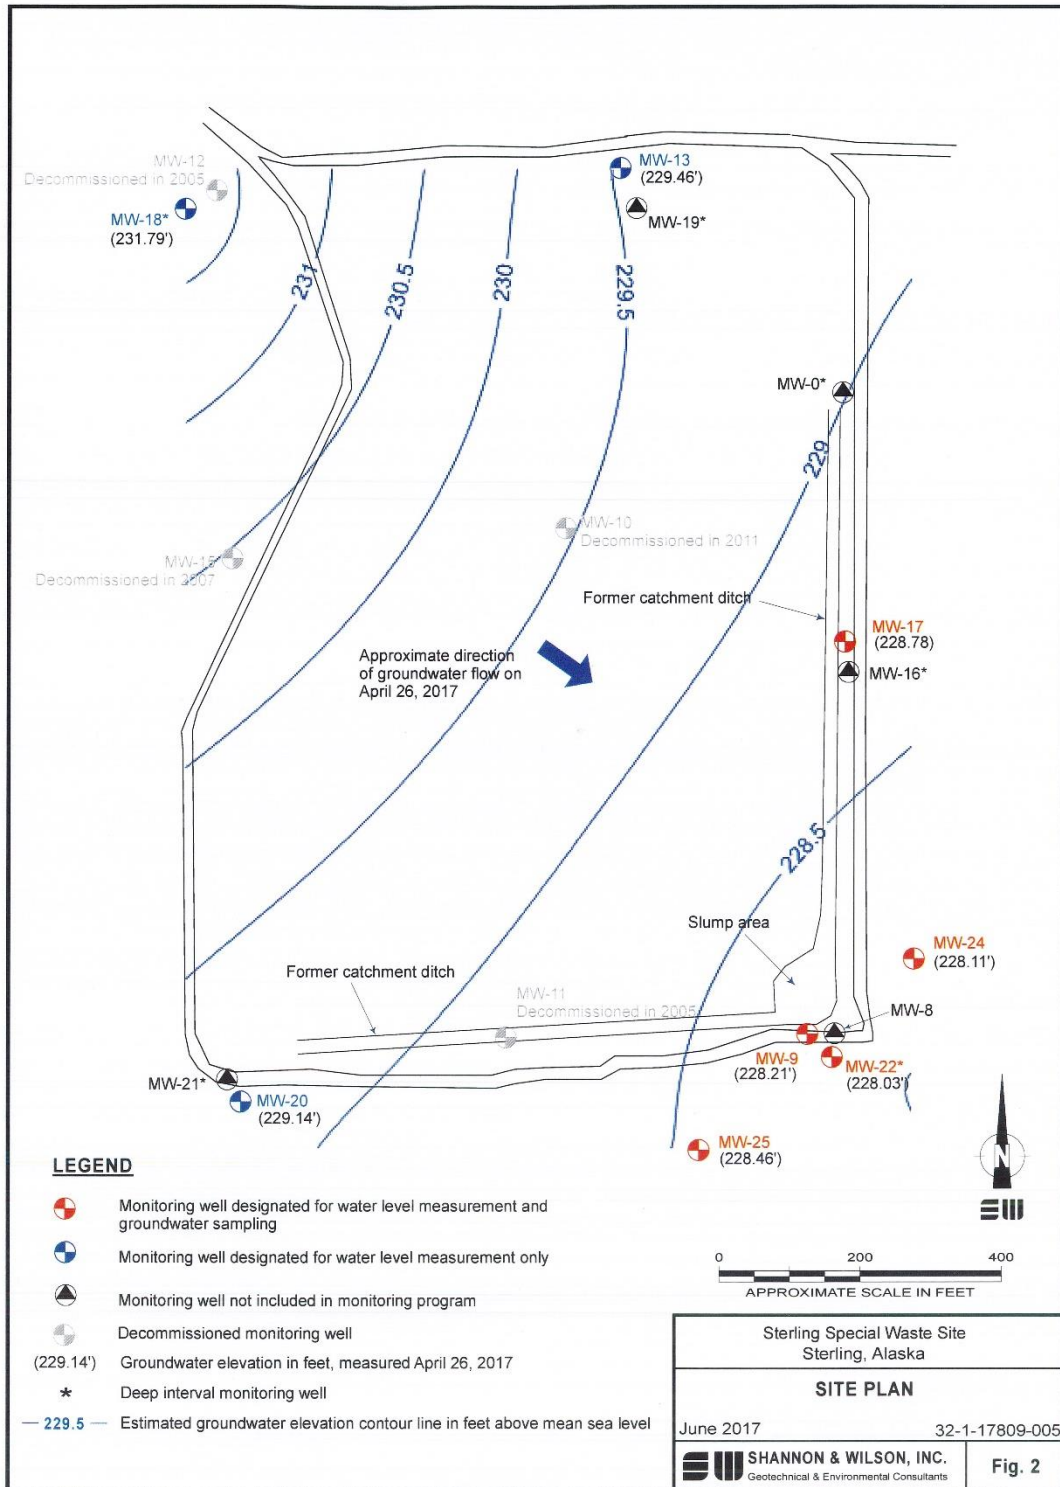 MW-12
Decommissioned in 2005
MW-18*
(231.79')
MW-13
(229.46')
MW-19*
231
230.5
230
229.5
MW-0*
229
MW-10
Decommissioned in 2011
MW-15
Decommissioned in 2007
Former catchment ditch
MW-17
(228.78)
MW-16*
Approximate direction
of groundwater flow on
April 26, 2017
228.5
Slump area
MW-24
(228.11')
Former catchment ditch
MW-11
Decommissioned in 2005
MW-8
MW-9
(228.21')
MW-22*
(228.03')
MW-21*
MW-20
(229.14')
MW-25
(228.46')
N
LEGEND
Monitoring well designated for water level measurement and
groundwater sampling
Monitoring well designated for water level measurement only
Monitoring well not included in monitoring program
Decommissioned monitoring well
(229.14') Groundwater elevation in feet, measured April 26, 2017
* Deep interval monitoring well
— 229.5 — Estimated groundwater elevation contour line in feet above mean sea level
0 200 400
APPROXIMATE SCALE IN FEET
Sterling Special Waste Site
Sterling, Alaska
SITE PLAN
June 2017 32-1-17809-005
SHANNON & WILSON, INC.
Geotechnical & Environmental Consultants
Fig. 2